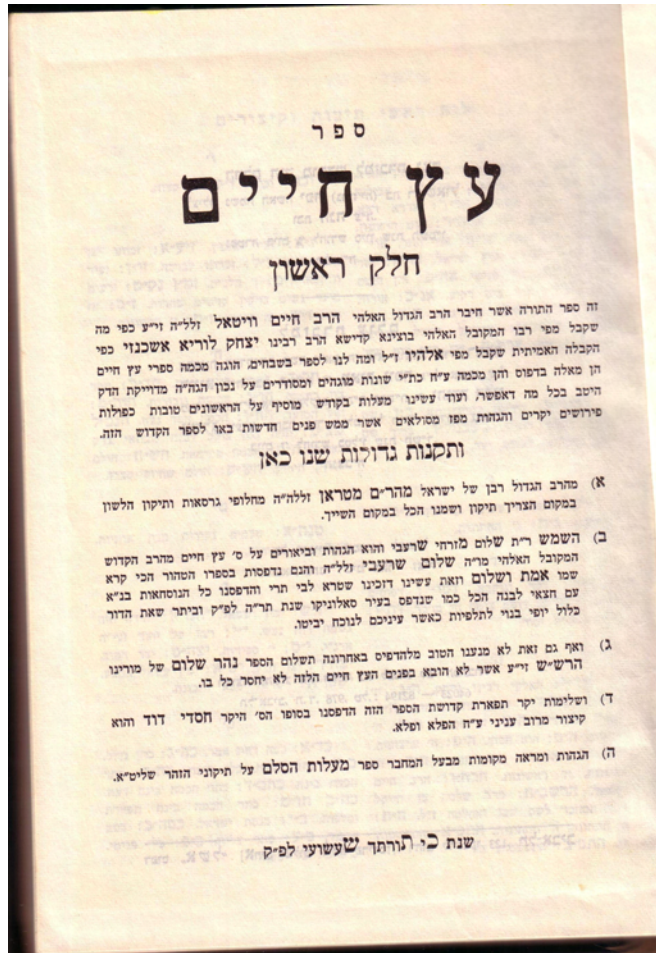 ספר
עץ חיים
חלק ראשון
זה ספר התורה אשר חיבר הרב הגדול האלהי הרב חיים וויטאל זללה"ה זי"ע כפי מה
שקבל מפי רבו המקובל האלהי בוצינא קדישא הרב רבינו יצחק לוריא אשכנזי כפי
הקבלה האמיתית שקבל מפי אלהיו ז"ל ומה לנו לספר בשבחים, הוגה מכמה ספרי עץ חיים
הן מאלה בדפוס והן מכמה ע"ח כת"י שונות מוגהים ומסודרים על נכון הגה"ה מדוייקת הדק
היטב בכל מה דאפשר, ועוד עשינו מעלות בקודש מוסיף על הראשונים טובות כפולות
פירושים יקרים והגהות מפז מסולאים אשר ממש פנים חדשות באו לספר הקדוש הזה.
ותקנות גדולות שנו כאן
א) מהרב הגדול רבן של ישראל מהר"ם מטראן זללה"ה מחלופי גרסאות ותיקון הלשון
במקום הצריך תיקון ושמנו הכל במקום השייך.
ב) השמש ר"ת שלום מזרחי שרעבי והוא הגהות וביאורים על ס' עץ חיים מהרב הקדוש
המקובל האלהי מו"ה שלום שרעבי זללה"ה והנם נדפסות בספרו הטהור הכי קרא
שמו אמת ושלום וזאת עשינו דזכינו שטרא לבי תרי והדפסנו כל הנוסחאות בנ"א
עם חצאי לבנה הכל כמו שנדפס בעיר סאלוניקו שנת תר"ה לפ"ק וביתר שאת הדור
כלול יופי בנוי לתלפיות כאשר עיניכם לנוכח יביטו.
ג) ואף גם זאת לא מנענו הטוב מלהדפיס באחרונה תשלום הספר נהר שלום של מורינו
הרש"ש זי"ע אשר לא הובא בפנים העץ חיים הלזה לא יחסר כל בו.
ד) ושלימות יקר תפארת קדושת הספר הזה הדפסנו בסופו הס' היקר חסדי דוד והוא
קיצור מרוב עניני ע"ח הפלא ופלא.
ה) הגהות ומראה מקומות מבעל המחבר ספר מעלות הסלם על תיקוני הזהר שליט"א.
שנת כי תורתך שעשועי לפ"ק